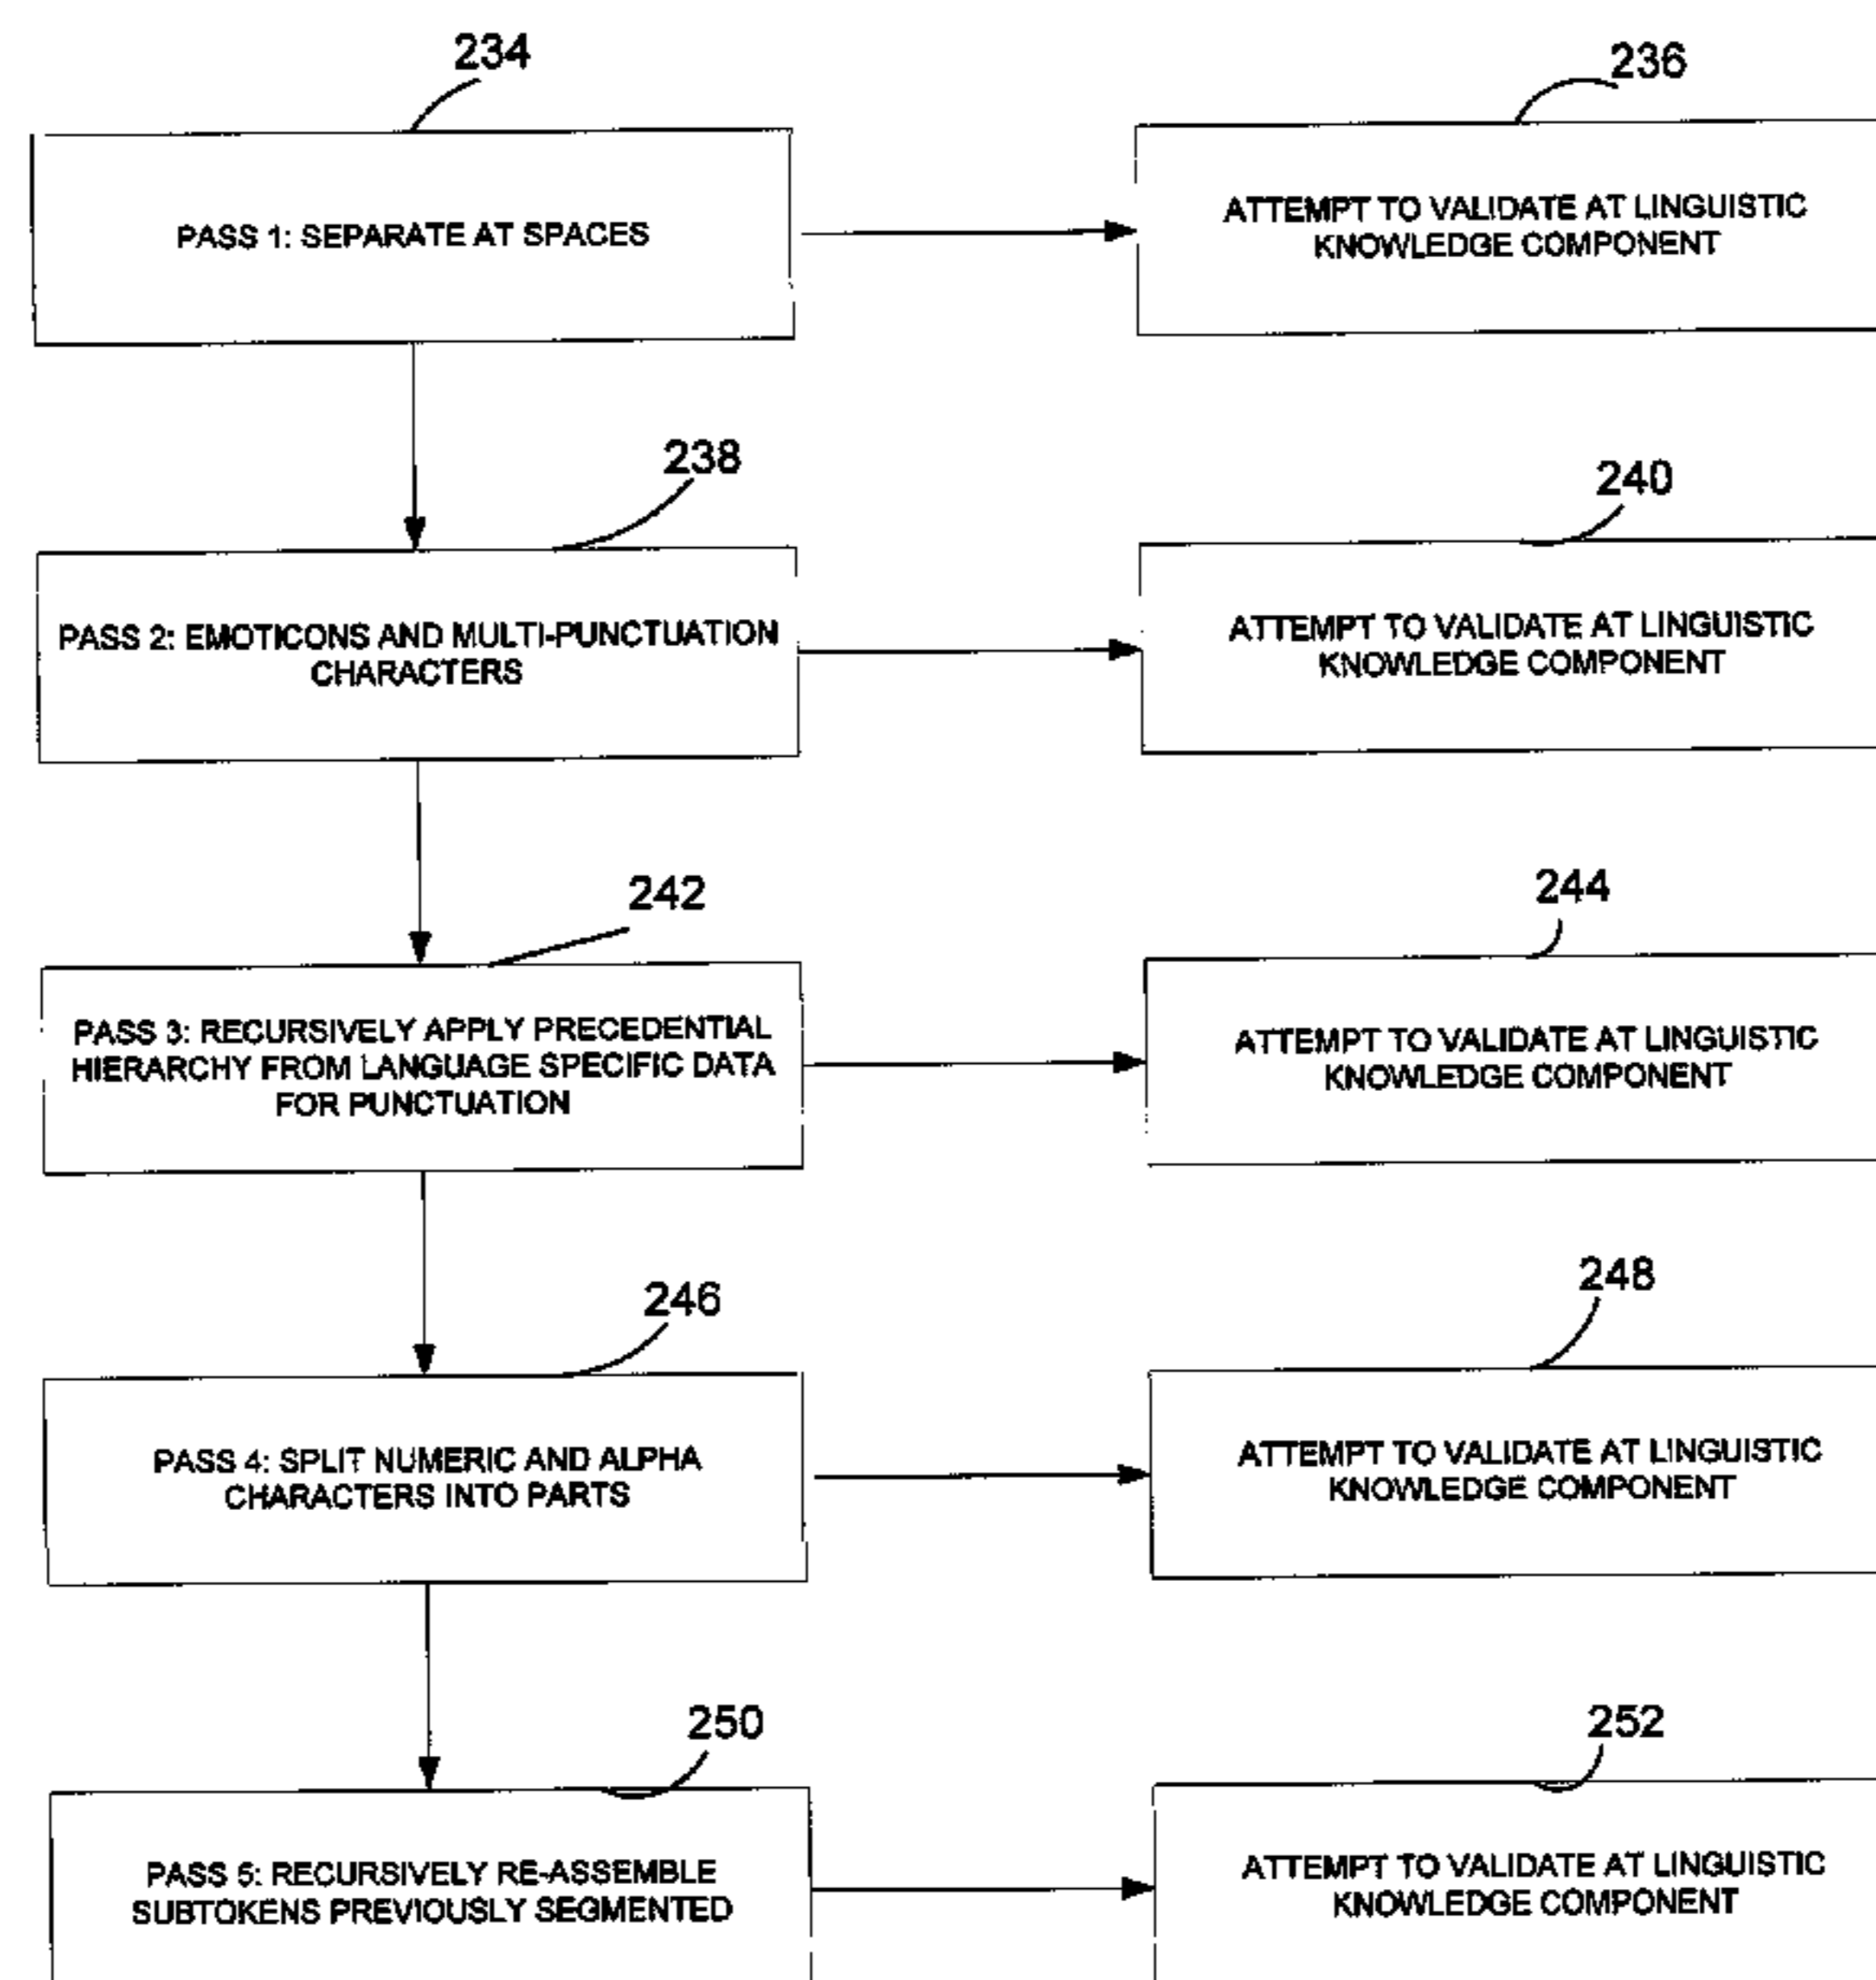 234
236
PASS 1: SEPARATE AT SPACES
ATTEMPT TO VALIDATE AT LINGUISTIC
KNOWLEDGE COMPONENT
238
240
PASS 2: EMOTICONS AND MULTI-PUNCTUATION
CHARACTERS
ATTEMPT TO VALIDATE AT LINGUISTIC
KNOWLEDGE COMPONENT
242
244
PASS 3: RECURSIVELY APPLY PRECEDENTIAL
HIERARCHY FROM LANGUAGE SPECIFIC DATA
FOR PUNCTUATION
ATTEMPT TO VALIDATE AT LINGUISTIC
KNOWLEDGE COMPONENT
246
248
PASS 4: SPLIT NUMERIC AND ALPHA
CHARACTERS INTO PARTS
ATTEMPT TO VALIDATE AT LINGUISTIC
KNOWLEDGE COMPONENT
250
252
PASS 5: RECURSIVELY RE-ASSEMBLE
SUBTOKENS PREVIOUSLY SEGMENTED
ATTEMPT TO VALIDATE AT LINGUISTIC
KNOWLEDGE COMPONENT